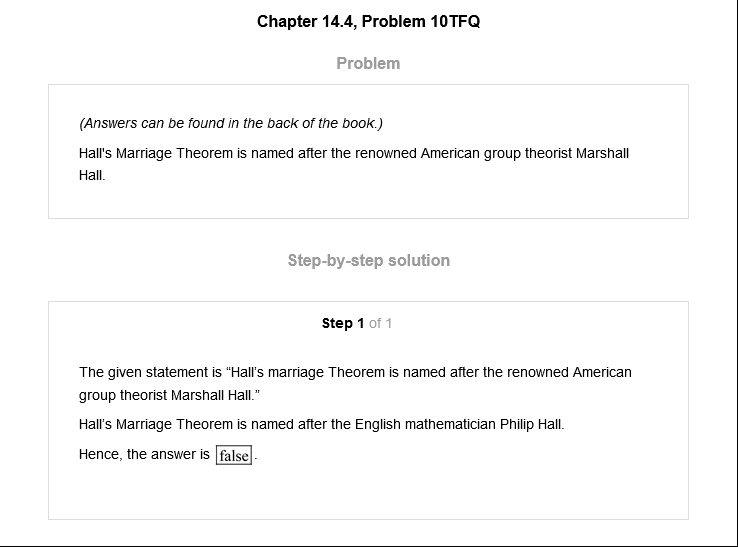 Chapter 14.4, Problem 10TFQ
Problem
(Answers can be found in the back of the book.)
Hall's Marriage Theorem is named after the renowned American group theorist Marshall
Hall.
Step-by-step solution
Step 1 of 1
The given statement is “Hall’s marriage Theorem is named after the renowned American
group theorist Marshall Hall.”
Hall’s Marriage Theorem is named after the English mathematician Philip Hall.
Hence, the answer is false.